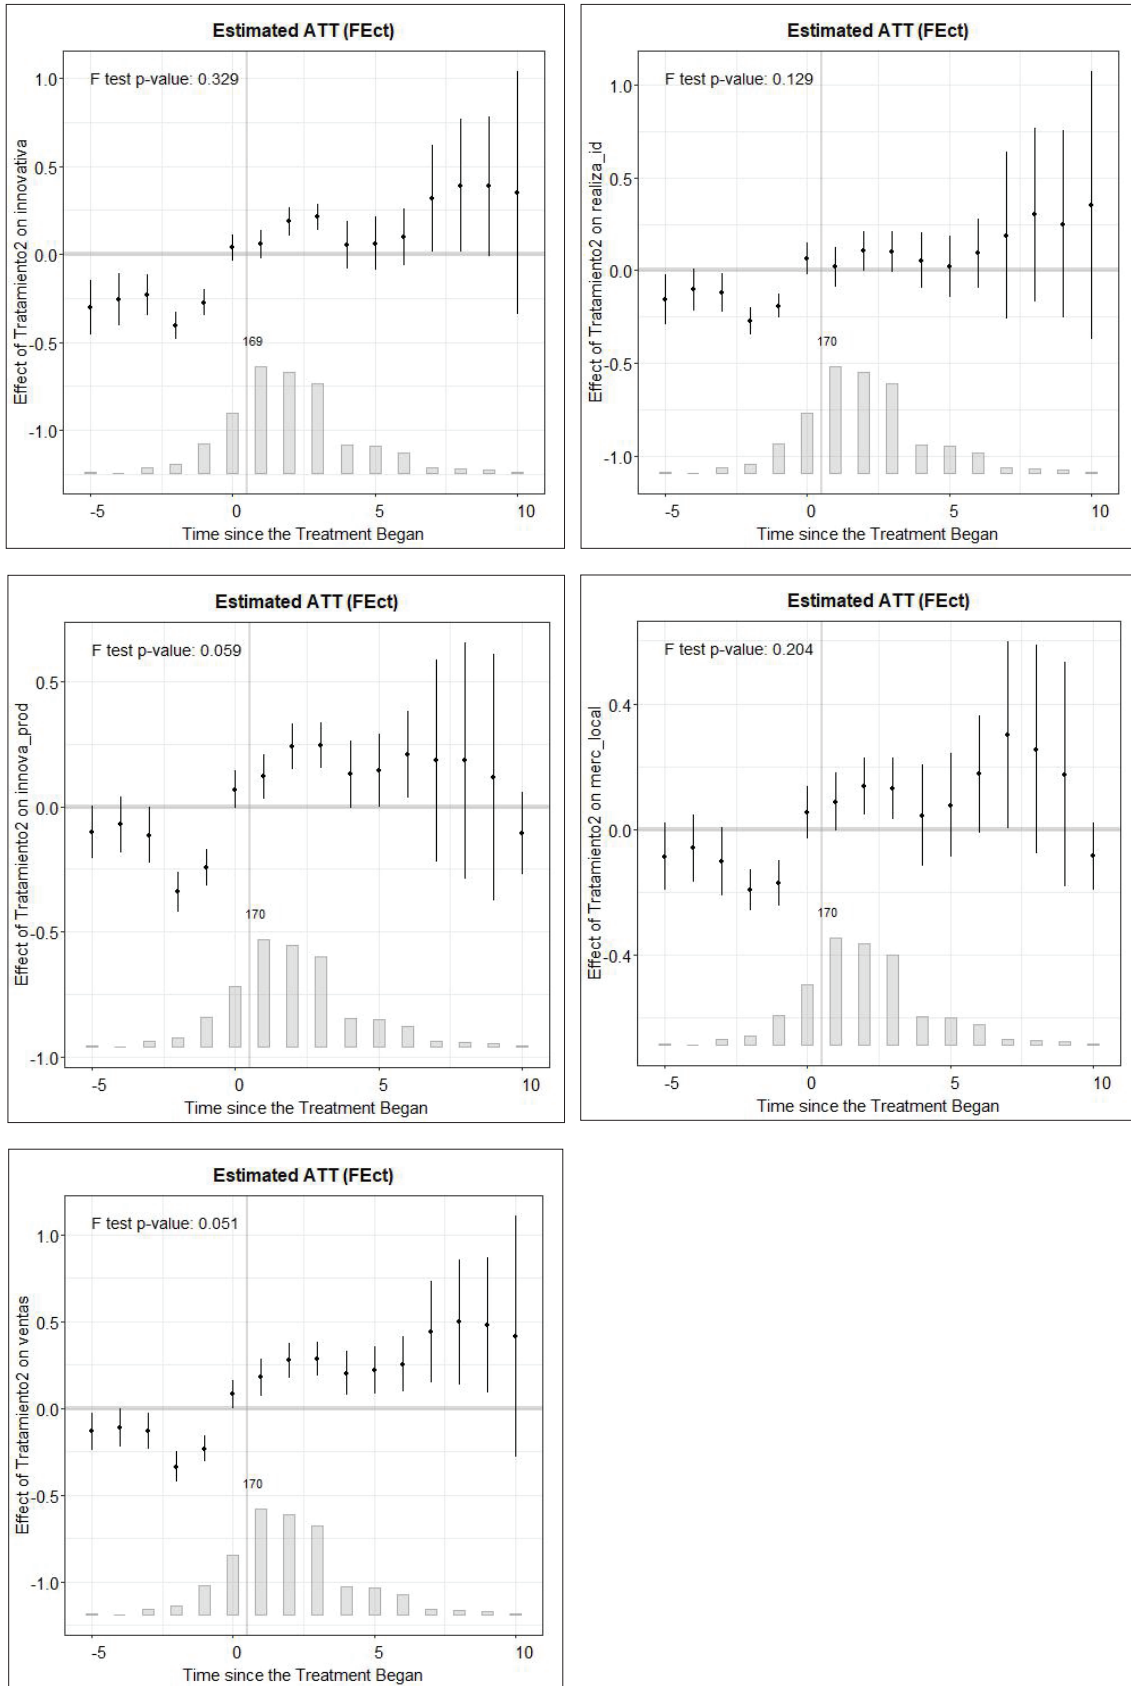 Estimated ATT (FEct)
F test p-value: 0.329
Effect of Tratamiento2 on innovativa
1.0
0.5
0.0
-0.5
-1.0
169
-5
0
5
10
Time since the Treatment Began
Estimated ATT (FEct)
F test p-value: 0.129
Effect of Tratamiento2 on realiza_id
1.0
0.5
0.0
-0.5
-1.0
170
-5
0
5
10
Time since the Treatment Began
Estimated ATT (FEct)
F test p-value: 0.059
Effect of Tratamiento2 on innova_prod
0.5
0.0
-0.5
-1.0
170
-5
0
5
10
Time since the Treatment Began
Estimated ATT (FEct)
F test p-value: 0.204
Effect of Tratamiento2 on merc_local
0.4
0.0
-0.4
170
-5
0
5
10
Time since the Treatment Began
Estimated ATT (FEct)
F test p-value: 0.051
Effect of Tratamiento2 on ventas
1.0
0.5
0.0
-0.5
-1.0
170
-5
0
5
10
Time since the Treatment Began